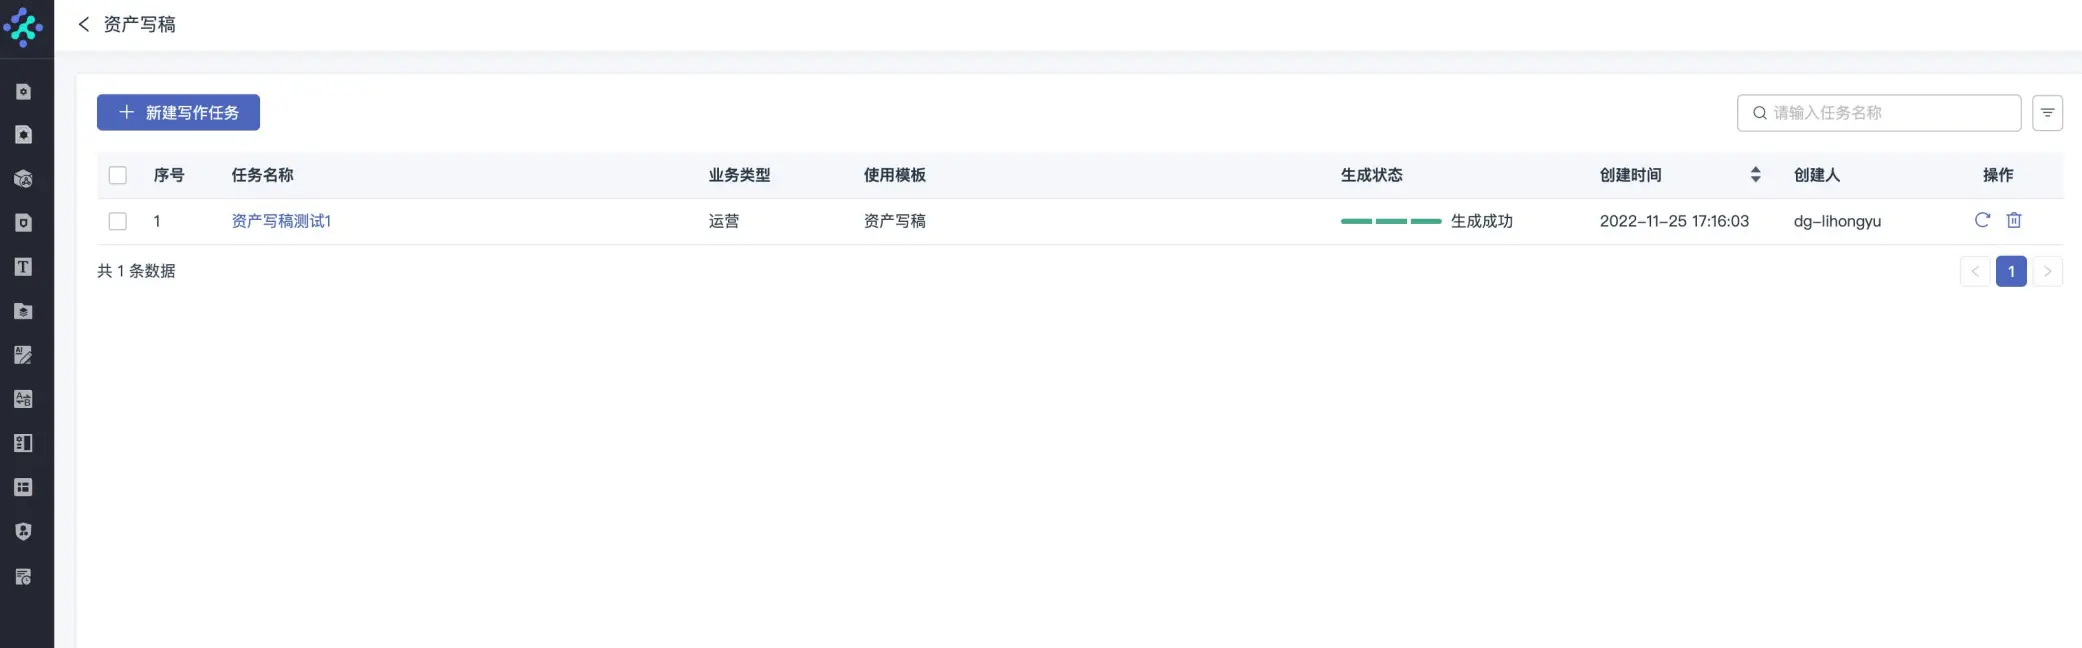 资产写稿
新建写作任务
请输入任务名称
序号 任务名称 业务类型 使用模板 生成状态 创建时间 创建人 操作
1 资产写稿测试1 运营 资产写稿 生成成功 2022-11-25 17:16:03 dg-lihongyu
共 1 条数据
1